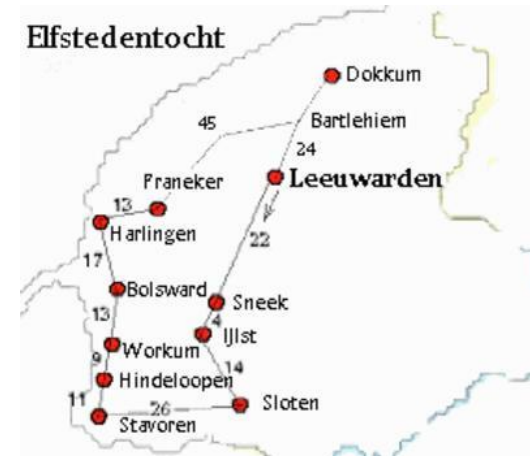 Elfstedentocht
Dokkum
45
Bartlehiem
24
Franeker
Leeuwarden
13
Harlingen
22
17
Bolsward
Sneek
13
4
IJlst
Workum
9
14
Hindeloopen
11
26
Sloten
Stavoren